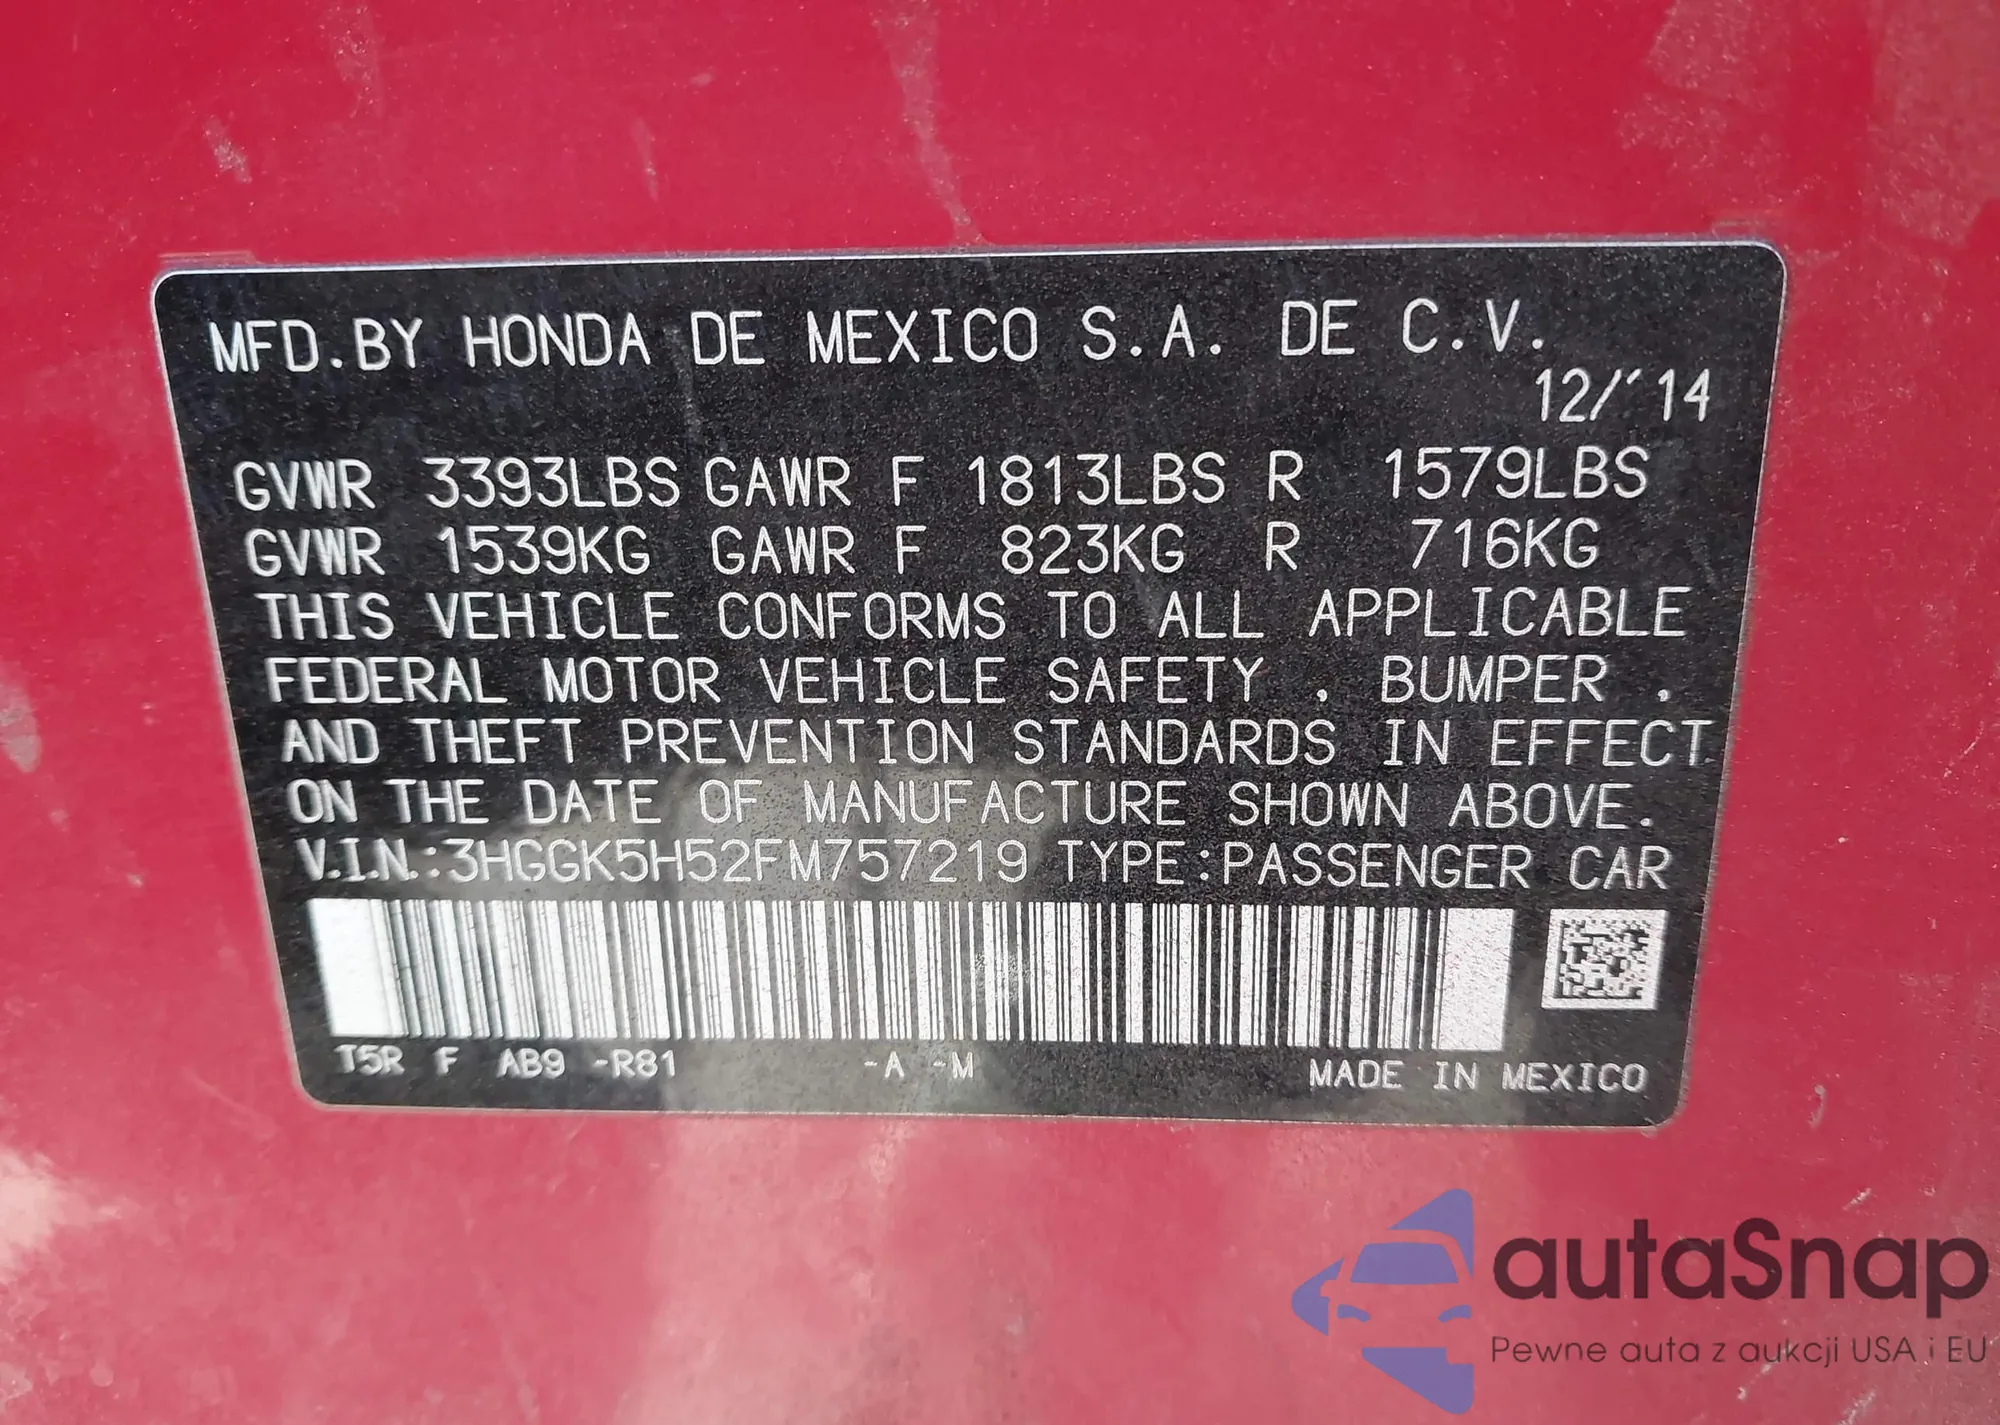 MFD.BY HONDA DE MEXICO S.A. DE C.V.
12/'14
GVWR 3393LBS GAWR F 1813LBS R 1579LBS
GVWR 1539KG GAWR F 823KG R 716KG
THIS VEHICLE CONFORMS TO ALL APPLICABLE
FEDERAL MOTOR VEHICLE SAFETY , BUMPER ,
AND THEFT PREVENTION STANDARDS IN EFFECT
ON THE DATE OF MANUFACTURE SHOWN ABOVE.
V.I.N.:3HGGK5H52FM757219 TYPE:PASSENGER CAR
T5R F AB9 -R81 -A -M MADE IN MEXICO
autaSnap
Pewne auta z aukcji USA i EU